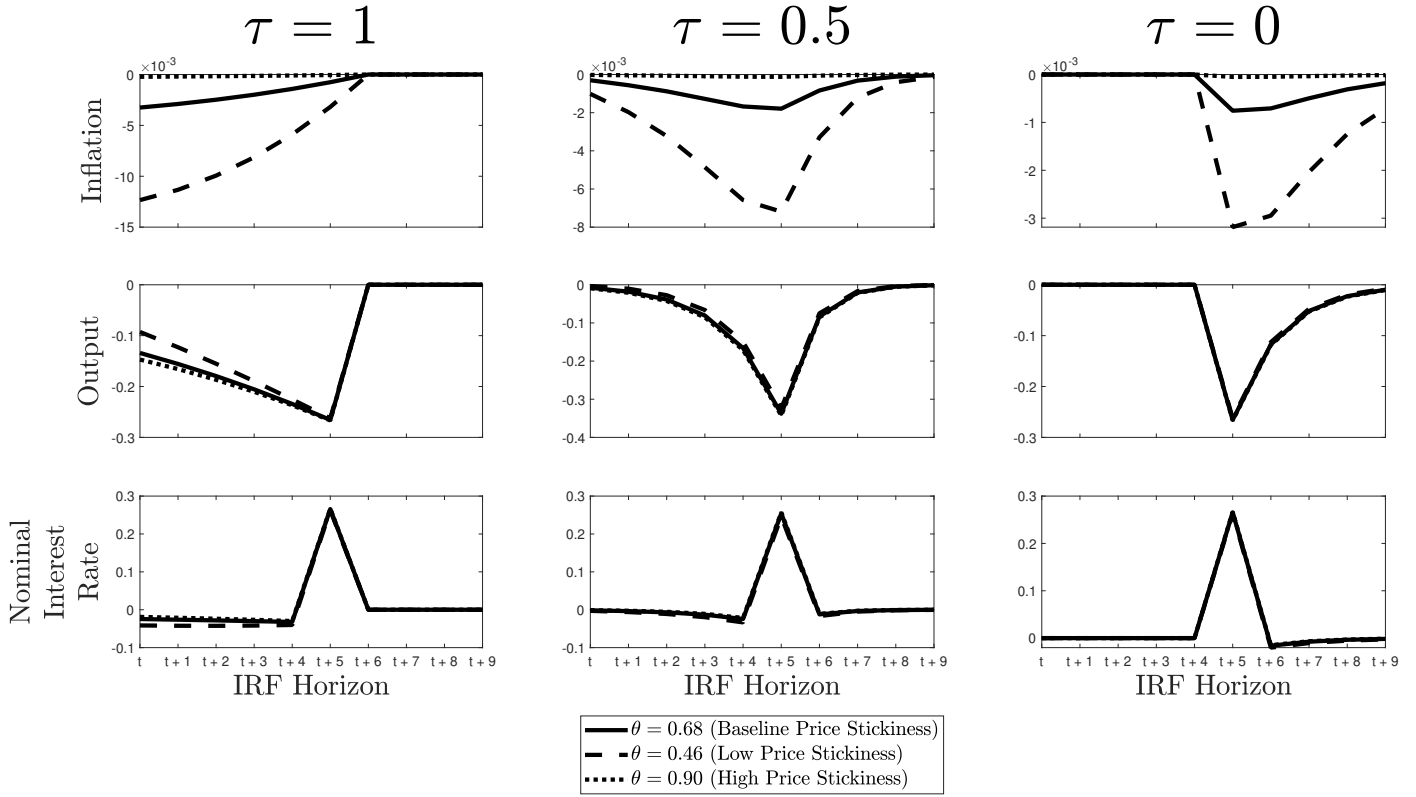 τ = 1
τ = 0.5
τ = 0
×10⁻³
0
-5
-10
-15
Inflation
×10⁻³
0
-2
-4
-6
-8
×10⁻³
0
-1
-2
-3
Output
0
-0.1
-0.2
-0.3
0
-0.1
-0.2
-0.3
-0.4
0
-0.1
-0.2
-0.3
Nominal
Interest
Rate
0.3
0.2
0.1
0
-0.1
0.3
0.2
0.1
0
-0.1
0.3
0.2
0.1
0
t t + 1 t + 2 t + 3 t + 4 t + 5 t + 6 t + 7 t + 8 t + 9
t t + 1 t + 2 t + 3 t + 4 t + 5 t + 6 t + 7 t + 8 t + 9
t t + 1 t + 2 t + 3 t + 4 t + 5 t + 6 t + 7 t + 8 t + 9
IRF Horizon
IRF Horizon
IRF Horizon
θ = 0.68 (Baseline Price Stickiness)
θ = 0.46 (Low Price Stickiness)
θ = 0.90 (High Price Stickiness)